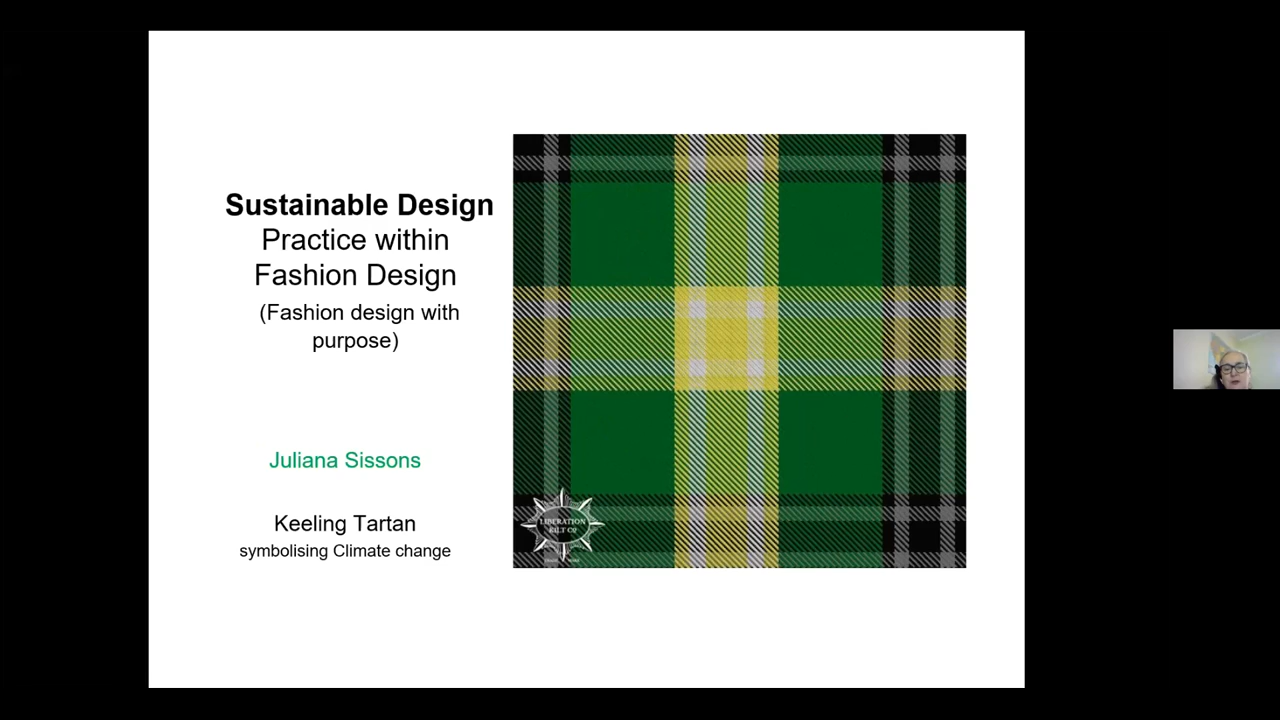 Sustainable Design
Practice within
Fashion Design
(Fashion design with
purpose)
Juliana Sissons
Keeling Tartan
symbolising Climate change
LIBERATION
KILT CO